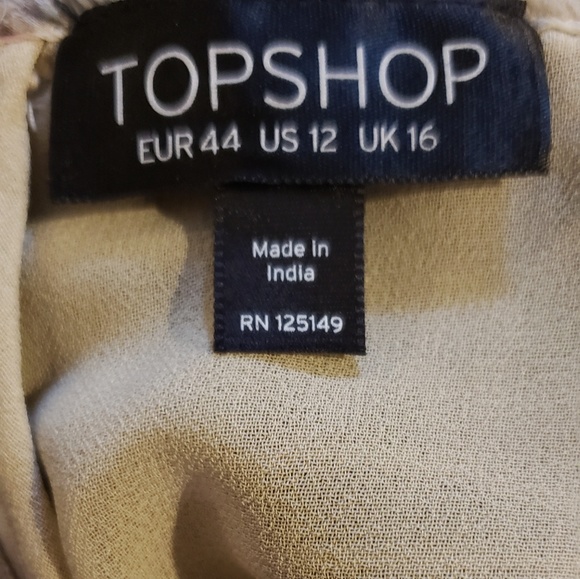 TOPSHOP
EUR 44 US 12 UK 16
Made in
India
RN 125149